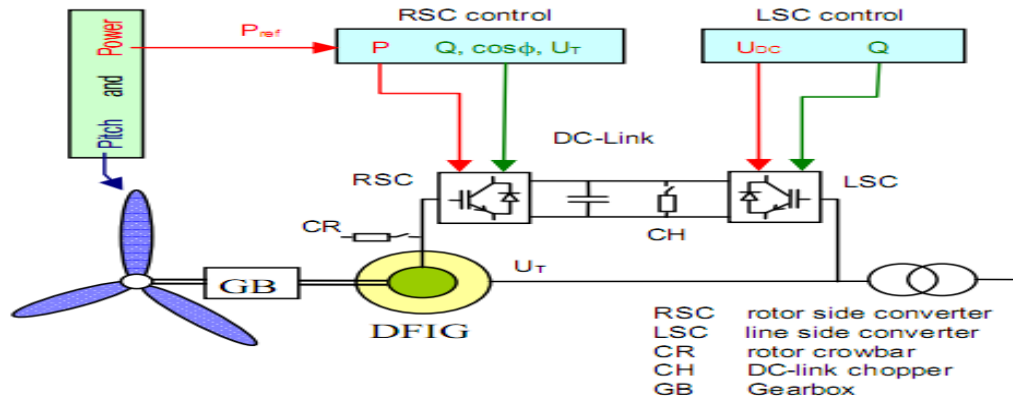 RSC control
LSC control
Pitch and Power
Pref
P Q, cosϕ, UT
UDC Q
DC-Link
RSC
LSC
CR
CH
GB
UT
DFIG
RSC rotor side converter
LSC line side converter
CR rotor crowbar
CH DC-link chopper
GB Gearbox